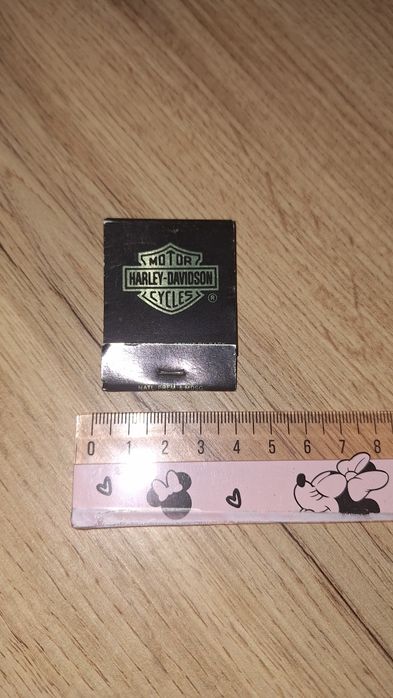 MOTOR
HARLEY-DAVIDSON
CYCLES
®
0 1 2 3 4 5 6 7 8